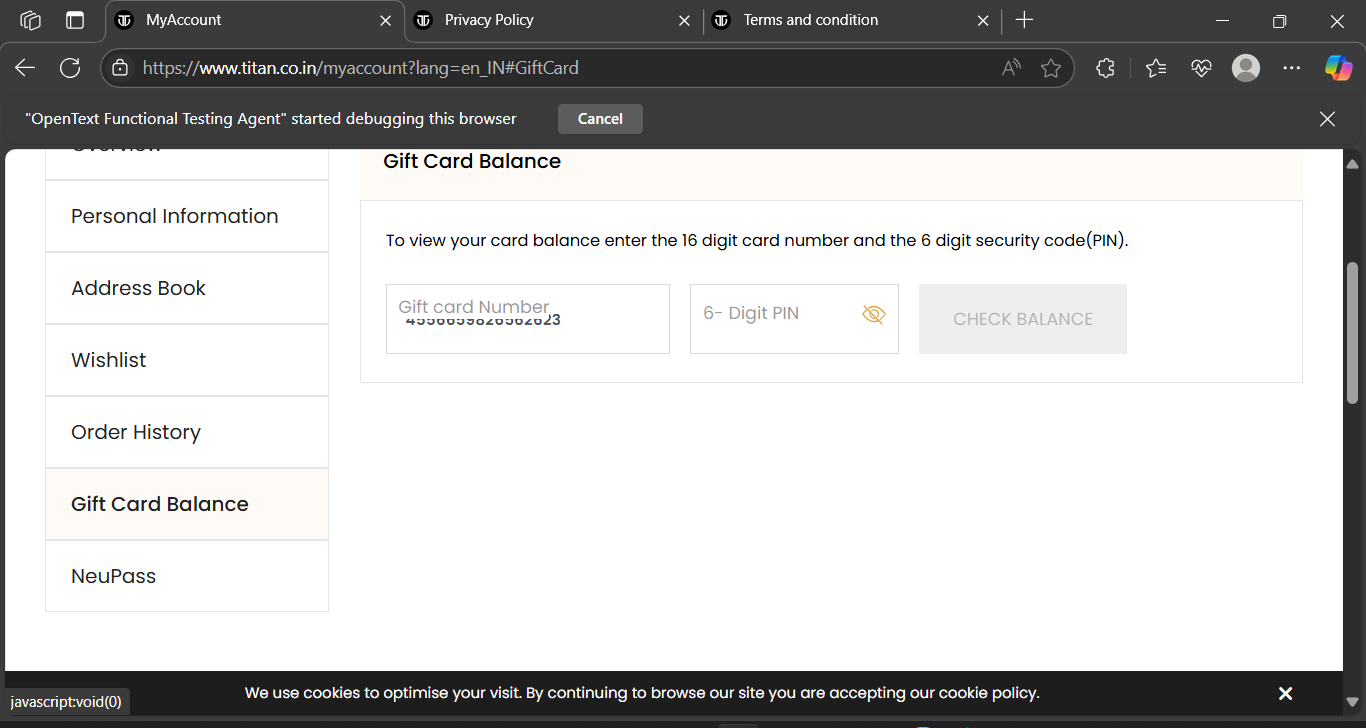 MyAccount
Privacy Policy
Terms and condition
https://www.titan.co.in/myaccount?lang=en_IN#GiftCard
"OpenText Functional Testing Agent" started debugging this browser
Cancel
Overview
Personal Information
Address Book
Wishlist
Order History
Gift Card Balance
NeuPass
Gift Card Balance
To view your card balance enter the 16 digit card number and the 6 digit security code(PIN).
Gift card Number
4556659826562623
6- Digit PIN
CHECK BALANCE
We use cookies to optimise your visit. By continuing to browse our site you are accepting our cookie policy.
javascript:void(0)